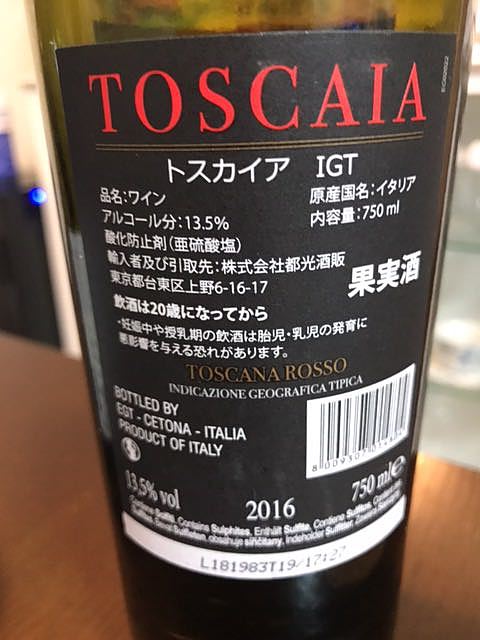 TOSCAIA
トスカイア IGT
品名：ワイン 原産国名：イタリア
アルコール分：13.5% 内容量：750ml
酸化防止剤（亜硫酸塩）
輸入者及び引取先：株式会社都光酒販
東京都台東区上野6-16-17
果実酒
飲酒は20歳になってから
・妊娠中や授乳期の飲酒は胎児・乳児の発育に
悪影響を与える恐れがあります。
TOSCANA ROSSO
INDICAZIONE GEOGRAFICA TIPICA
BOTTLED BY
EGT - CETONA - ITALIA
PRODUCT OF ITALY
13,5% vol 2016 750 ml e
Contiene Solfiti, Contains Sulphites, Enthält Sulfite,
L181983T19/17:27